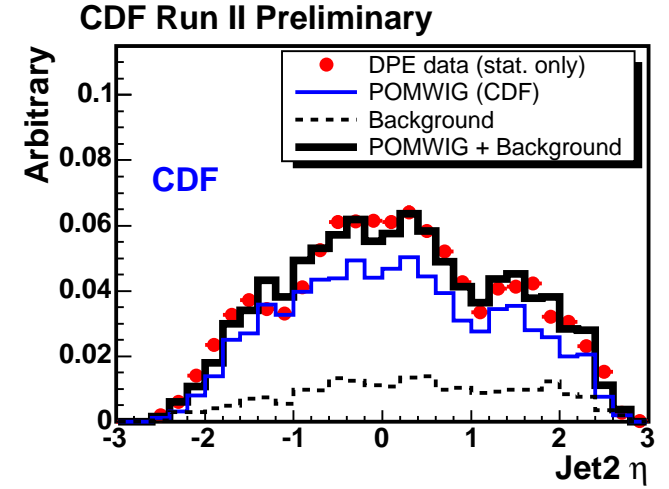 CDF Run II Preliminary
Arbitrary
DPE data (stat. only)
POMWIG (CDF)
Background
POMWIG + Background
CDF
0.1
0.08
0.06
0.04
0.02
0
-3 -2 -1 0 1 2 3
Jet2 η